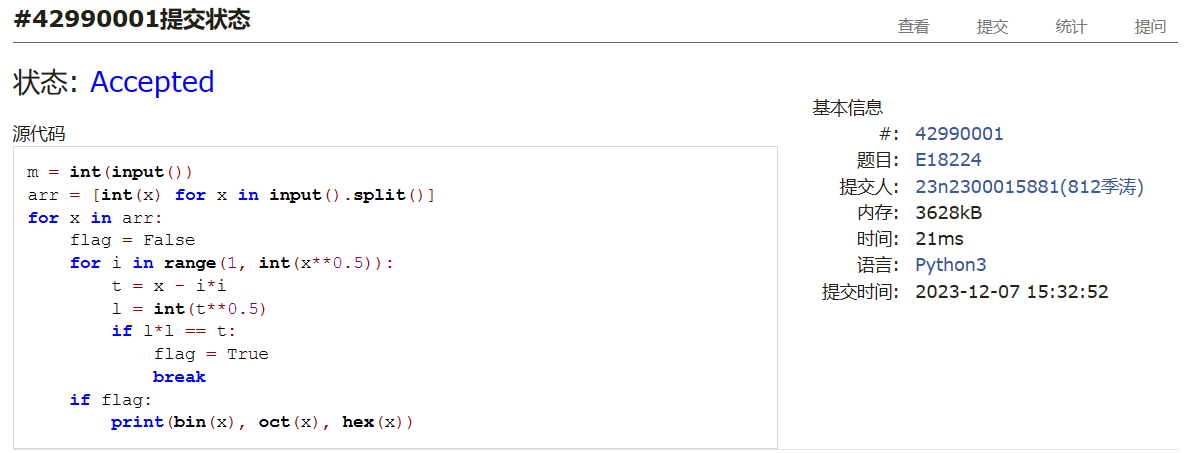 #42990001提交状态
查看 提交 统计 提问
状态: Accepted
源代码
m = int(input())
arr = [int(x) for x in input().split()]
for x in arr:
    flag = False
    for i in range(1, int(x**0.5)):
        t = x - i*i
        l = int(t**0.5)
        if l*l == t:
            flag = True
            break
    if flag:
        print(bin(x), oct(x), hex(x))
基本信息
#: 42990001
题目: E18224
提交人: 23n2300015881(812季涛)
内存: 3628kB
时间: 21ms
语言: Python3
提交时间: 2023-12-07 15:32:52